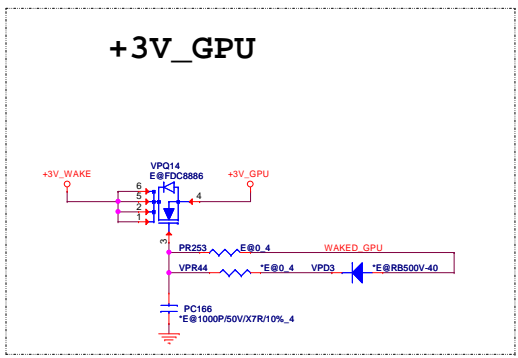 +3V_GPU
VPQ14
E@FDC8886
+3V_WAKE
+3V_GPU
6
5
2
1
4
3
PR253
E@0_4
WAKED_GPU
VPR44
*E@0_4
VPD3
*E@RB500V-40
PC166
*E@1000P/50V/X7R/10%_4